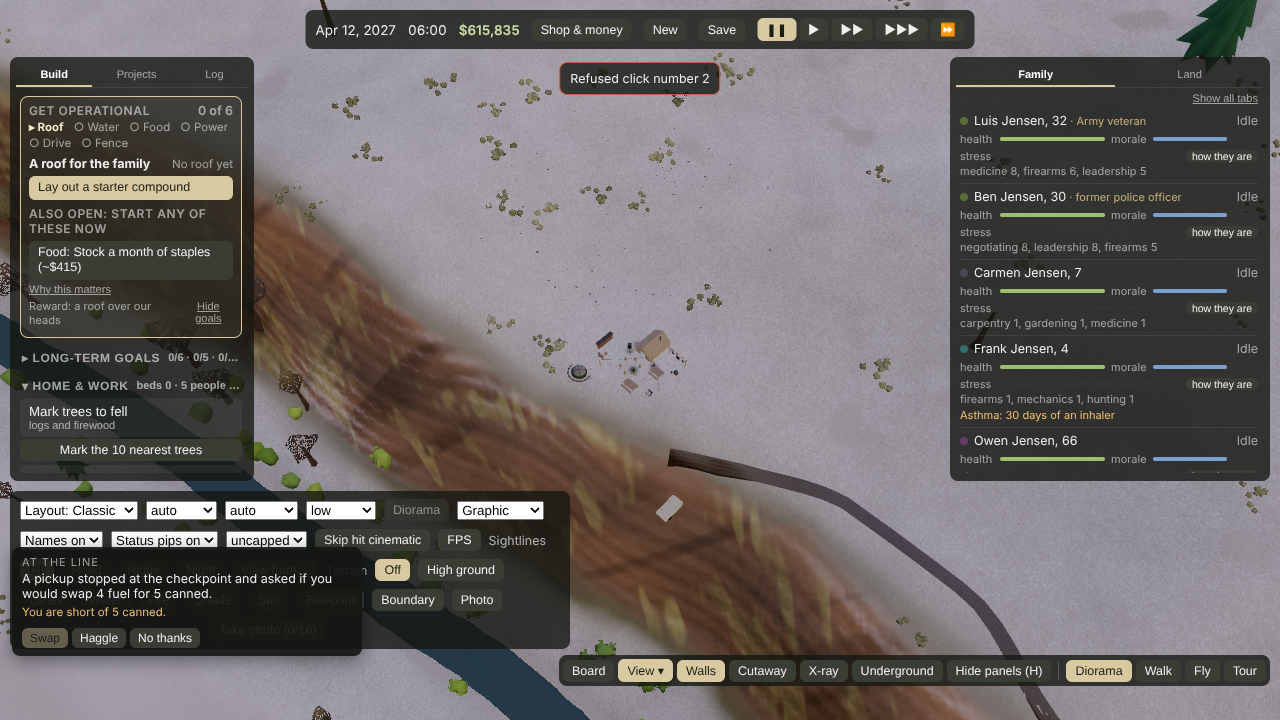 Apr 12, 2027 06:00 $615,835 Shop & money New Save
Refused click number 2
Build Projects Log
GET OPERATIONAL 0 of 6
▸Roof ○ Water ○ Food ○ Power
○ Drive ○ Fence
A roof for the family No roof yet
Lay out a starter compound
ALSO OPEN: START ANY OF
THESE NOW
Food: Stock a month of staples
(~$415)
Why this matters
Reward: a roof over our
heads
Hide
goals
▸ LONG-TERM GOALS 0/6 · 0/5 · 0/...
▾ HOME & WORK beds 0 · 5 people ...
Mark trees to fell
logs and firewood
Mark the 10 nearest trees
Family Land
Show all tabs
Luis Jensen, 32 · Army veteran Idle
health morale
stress how they are
medicine 8, firearms 6, leadership 5
Ben Jensen, 30 · former police officer Idle
health morale
stress how they are
negotiating 8, leadership 8, firearms 5
Carmen Jensen, 7 Idle
health morale
stress how they are
carpentry 1, gardening 1, medicine 1
Frank Jensen, 4 Idle
health morale
stress how they are
firearms 1, mechanics 1, hunting 1
Asthma: 30 days of an inhaler
Owen Jensen, 66 Idle
health morale
Layout: Classic auto auto low Diorama Graphic
Names on Status pips on uncapped Skip hit cinematic FPS Sightlines
Off High ground
Sun Blueprint Boundary Photo
Take photo (0/16)
AT THE LINE
A pickup stopped at the checkpoint and asked if you
would swap 4 fuel for 5 canned.
You are short of 5 canned.
Swap Haggle No thanks
Board View ▾ Walls Cutaway X-ray Underground Hide panels (H) Diorama Walk Fly Tour